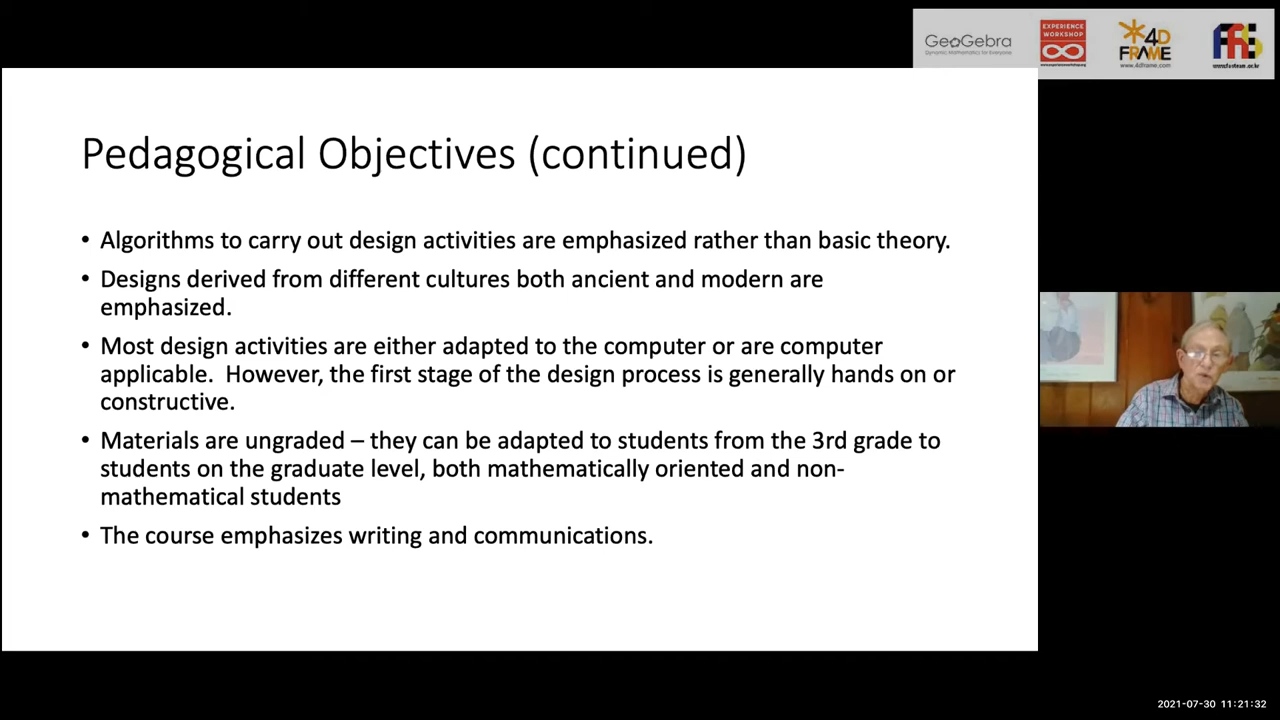 GeoGebra
Dynamic Mathematics for Everyone
EXPERIENCE
WORKSHOP
4D
FRAME
www.4dframe.com
Pedagogical Objectives (continued)
• Algorithms to carry out design activities are emphasized rather than basic theory.
• Designs derived from different cultures both ancient and modern are
emphasized.
• Most design activities are either adapted to the computer or are computer
applicable.  However, the first stage of the design process is generally hands on or
constructive.
• Materials are ungraded – they can be adapted to students from the 3rd grade to
students on the graduate level, both mathematically oriented and non-
mathematical students
• The course emphasizes writing and communications.
2021-07-30 11:21:32